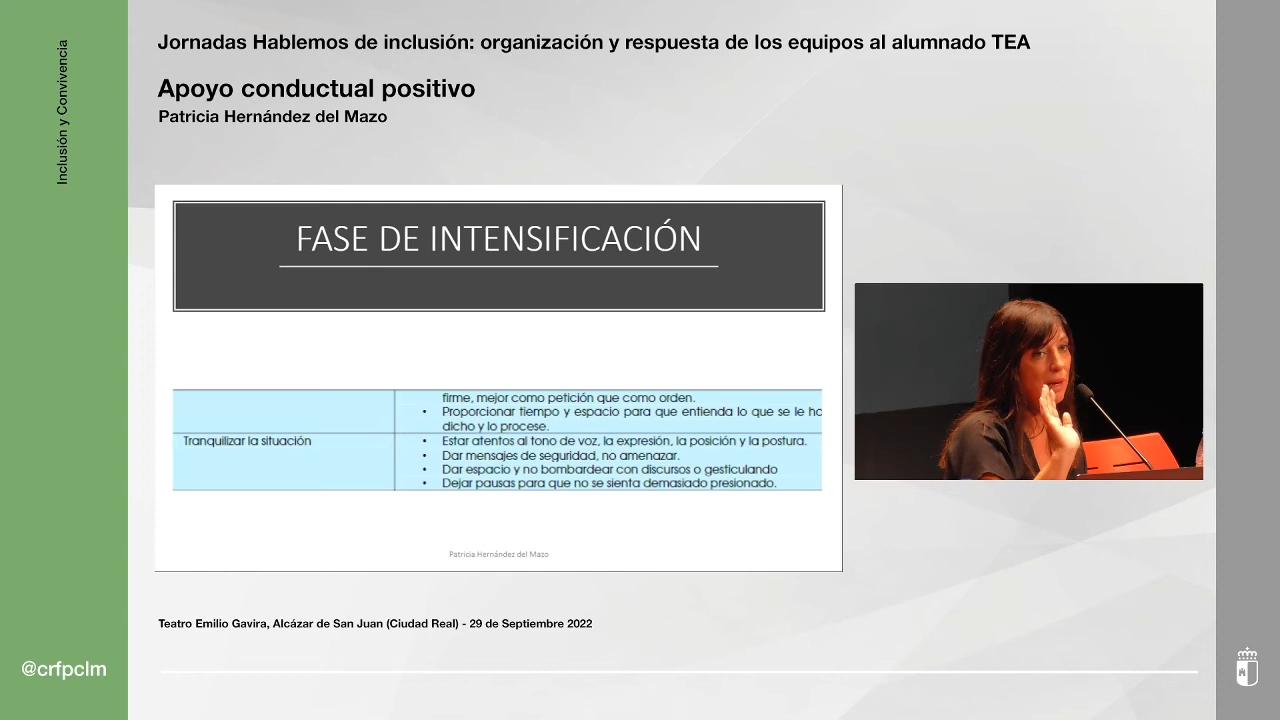 Inclusión y Convivencia
Jornadas Hablemos de inclusión: organización y respuesta de los equipos al alumnado TEA
Apoyo conductual positivo
Patricia Hernández del Mazo
FASE DE INTENSIFICACIÓN
firme, mejor como petición que como orden.
• Proporcionar tiempo y espacio para que entienda lo que se le ha
dicho y lo procese.
Tranquilizar la situación
• Estar atentos al tono de voz, la expresión, la posición y la postura.
• Dar mensajes de seguridad, no amenazar.
• Dar espacio y no bombardear con discursos o gesticulando
• Dejar pausas para que no se sienta demasiado presionado.
Patricia Hernández del Mazo
Teatro Emilio Gavira, Alcázar de San Juan (Ciudad Real) - 29 de Septiembre 2022
@crfpclm